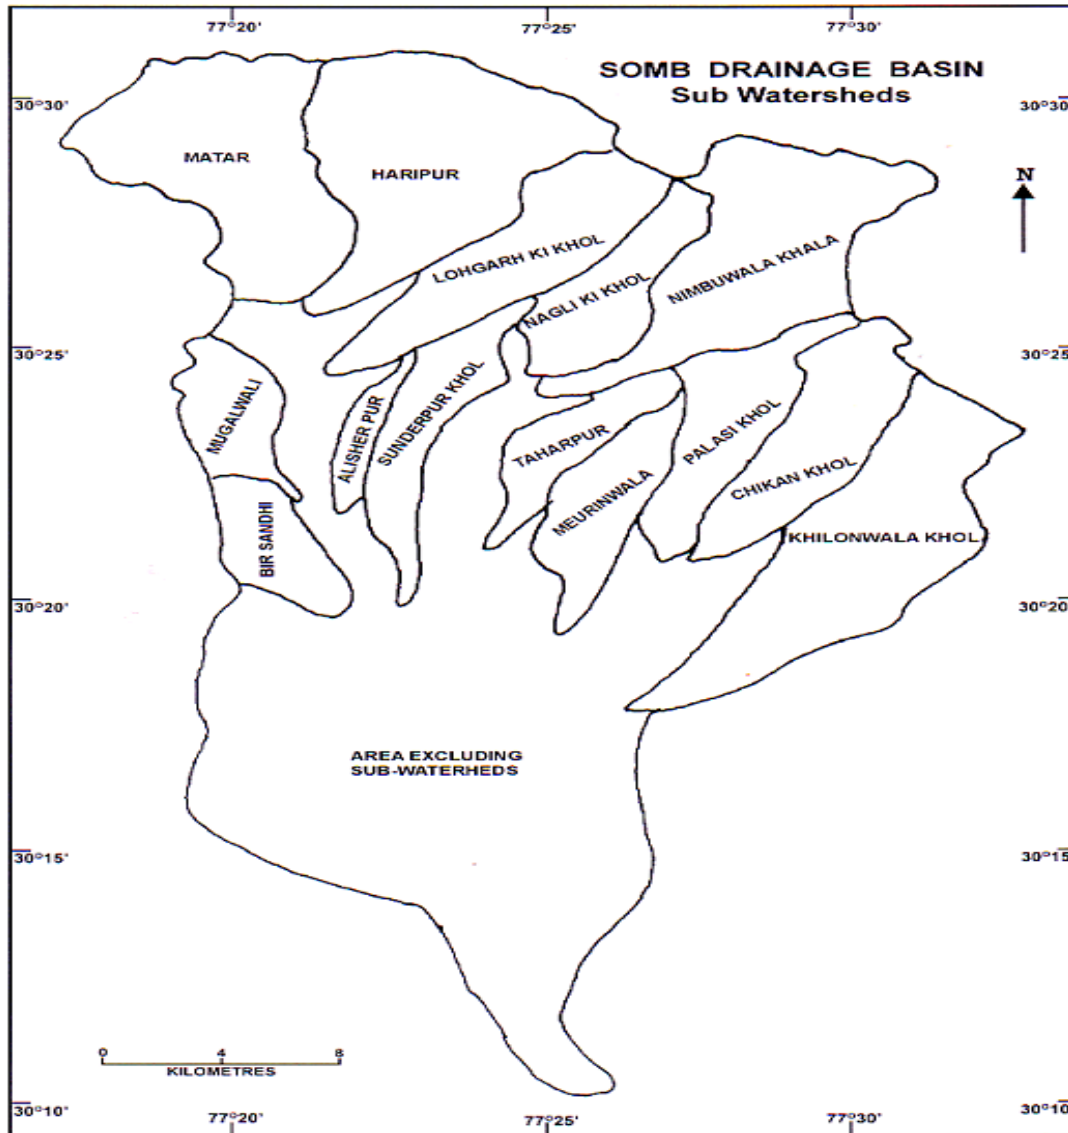 77°20' 77°25' 77°30'
SOMB DRAINAGE BASIN
Sub Watersheds
30°30' 30°30'
N
MATAR
HARIPUR
LOHGARH KI KHOL
NAGLI KI KHOL
NIMBUWALA KHALA
30°25' 30°25'
MUGALWALI
ALISHER PUR
SUNDERPUR KHOL
TAHARPUR
MEURINWALA
PALASI KHOL
CHIKAN KHOL
KHILONWALA KHOL
BIR SANDHI
30°20' 30°20'
AREA EXCLUDING
SUB-WATERHEDS
30°15' 30°15'
0 4 8
KILOMETRES
30°10' 30°10
77°20' 77°25' 77°30'